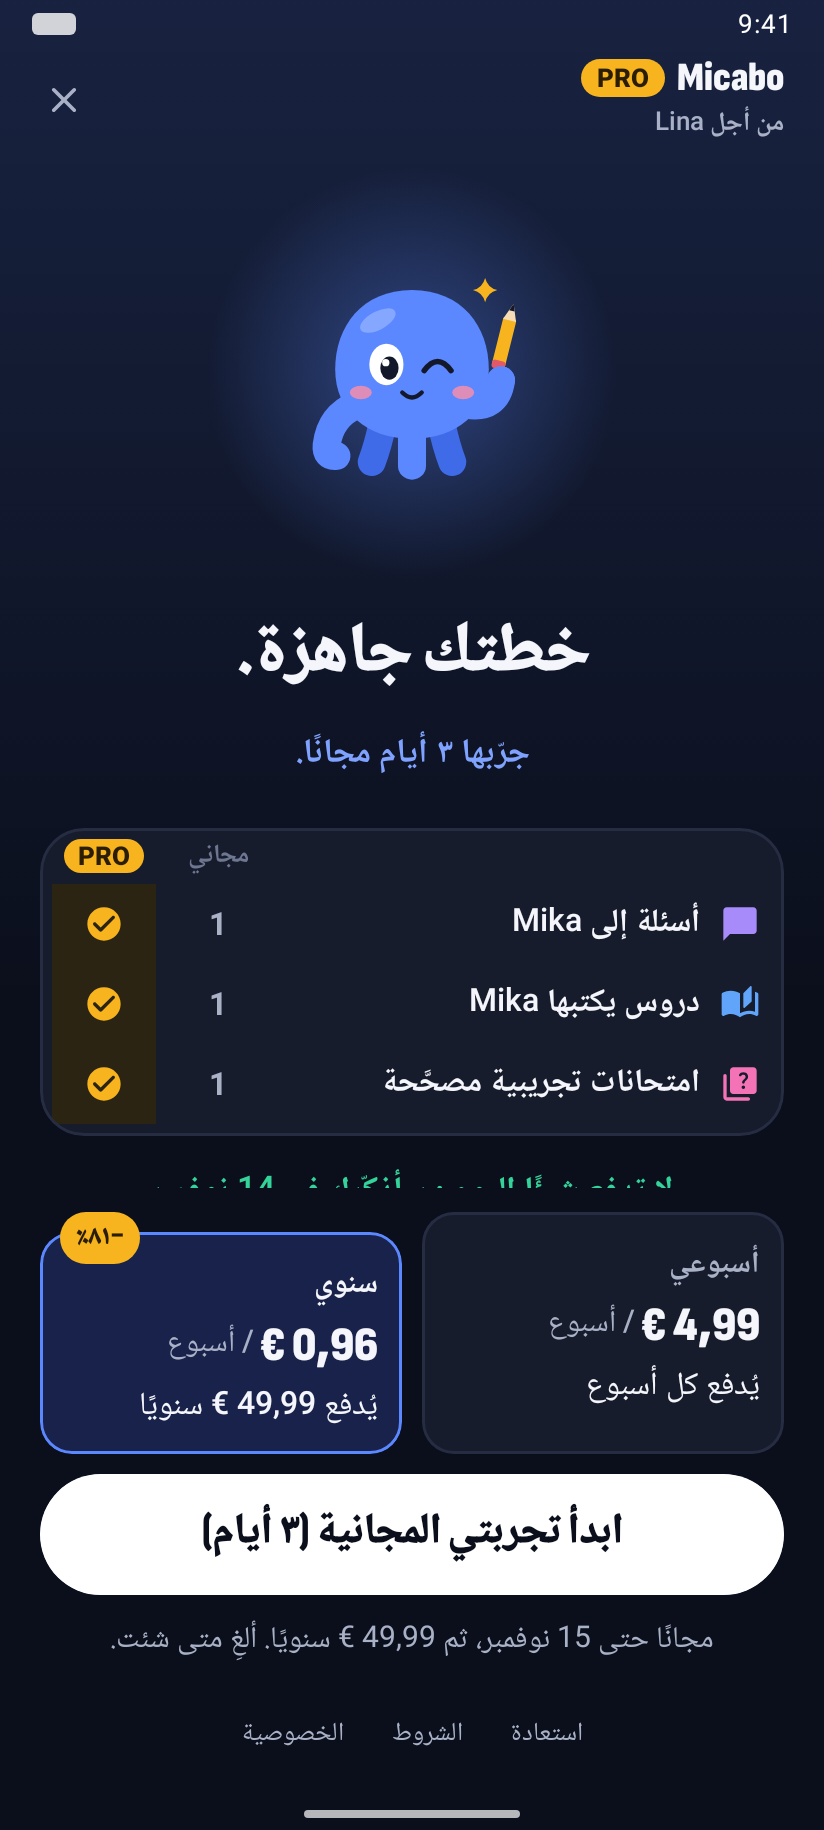 9:41
Micabo PRO
من أجل Lina
خطتك جاهزة.
جرّبها ٣ أيام مجانًا.
مجاني PRO
أسئلة إلى Mika 1
دروس يكتبها Mika 1
امتحانات تجريبية مصحَّحة 1
أسبوعي
4,99 € / أسبوع
يُدفع كل أسبوع
−٨١٪
سنوي
0,96 € / أسبوع
يُدفع 49,99 € سنويًا
ابدأ تجربتي المجانية (٣ أيام)
مجانًا حتى 15 نوفمبر، ثم 49,99 € سنويًا. ألغِ متى شئت.
استعادة الشروط الخصوصية